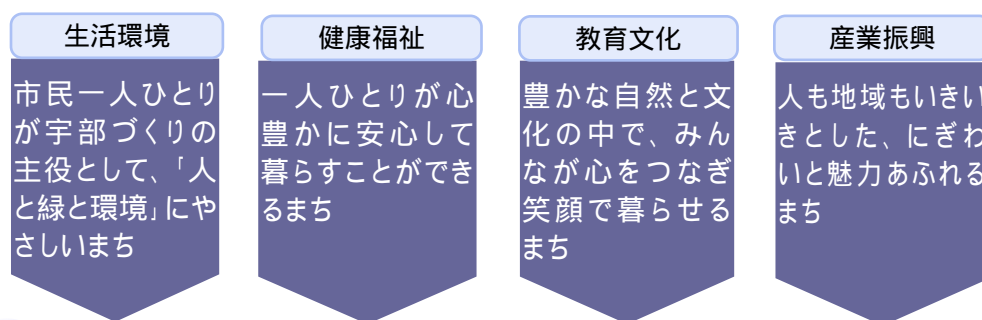 生活環境
市民一人ひとり
が宇部づくりの
主役として、「人
と緑と環境」にや
さしいまち
健康福祉
一人ひとりが心
豊かに安心して
暮らすことができ
るまち
教育文化
豊かな自然と文
化の中で、みん
なが心をつなぎ
笑顔で暮らせる
まち
産業振興
人も地域もいきい
きとした、にぎわ
いと魅力あふれる
まち